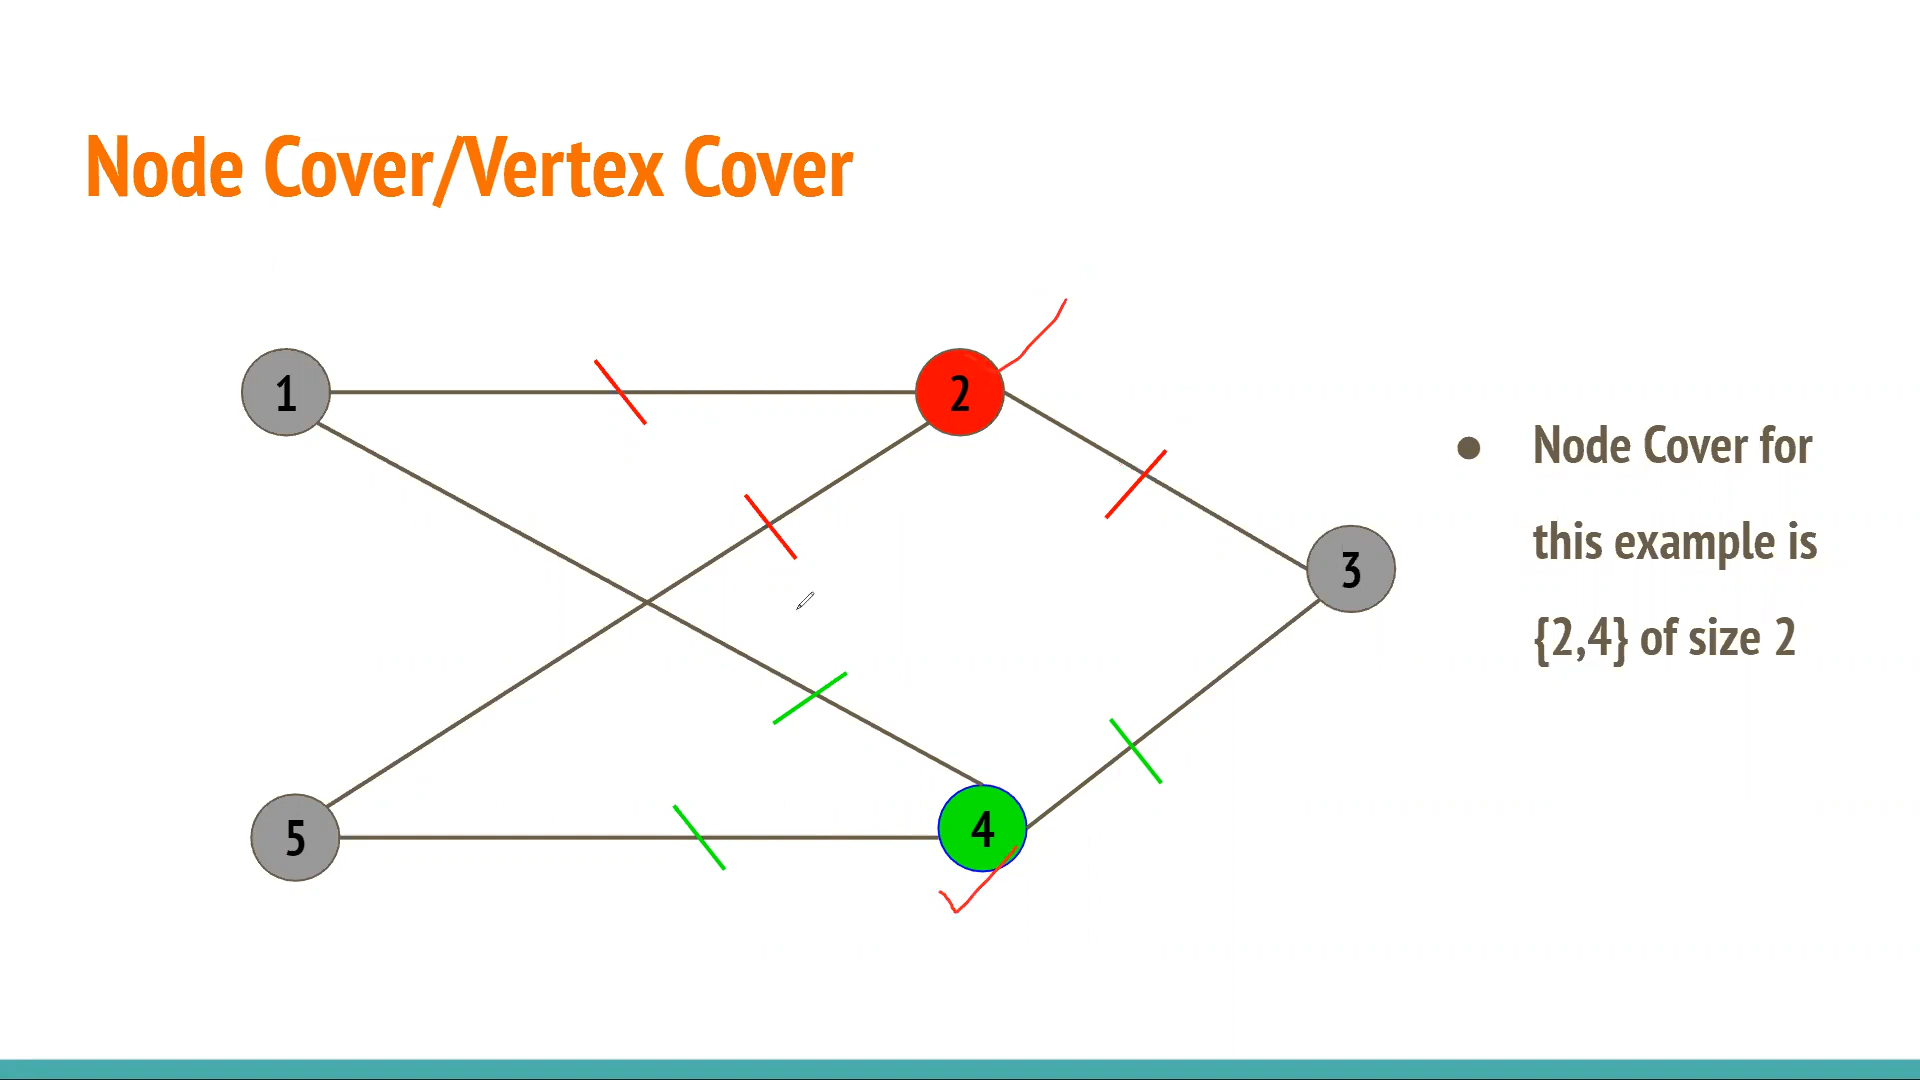 Node Cover/Vertex Cover
1
2
3
5
4
● Node Cover for
this example is
{2,4} of size 2